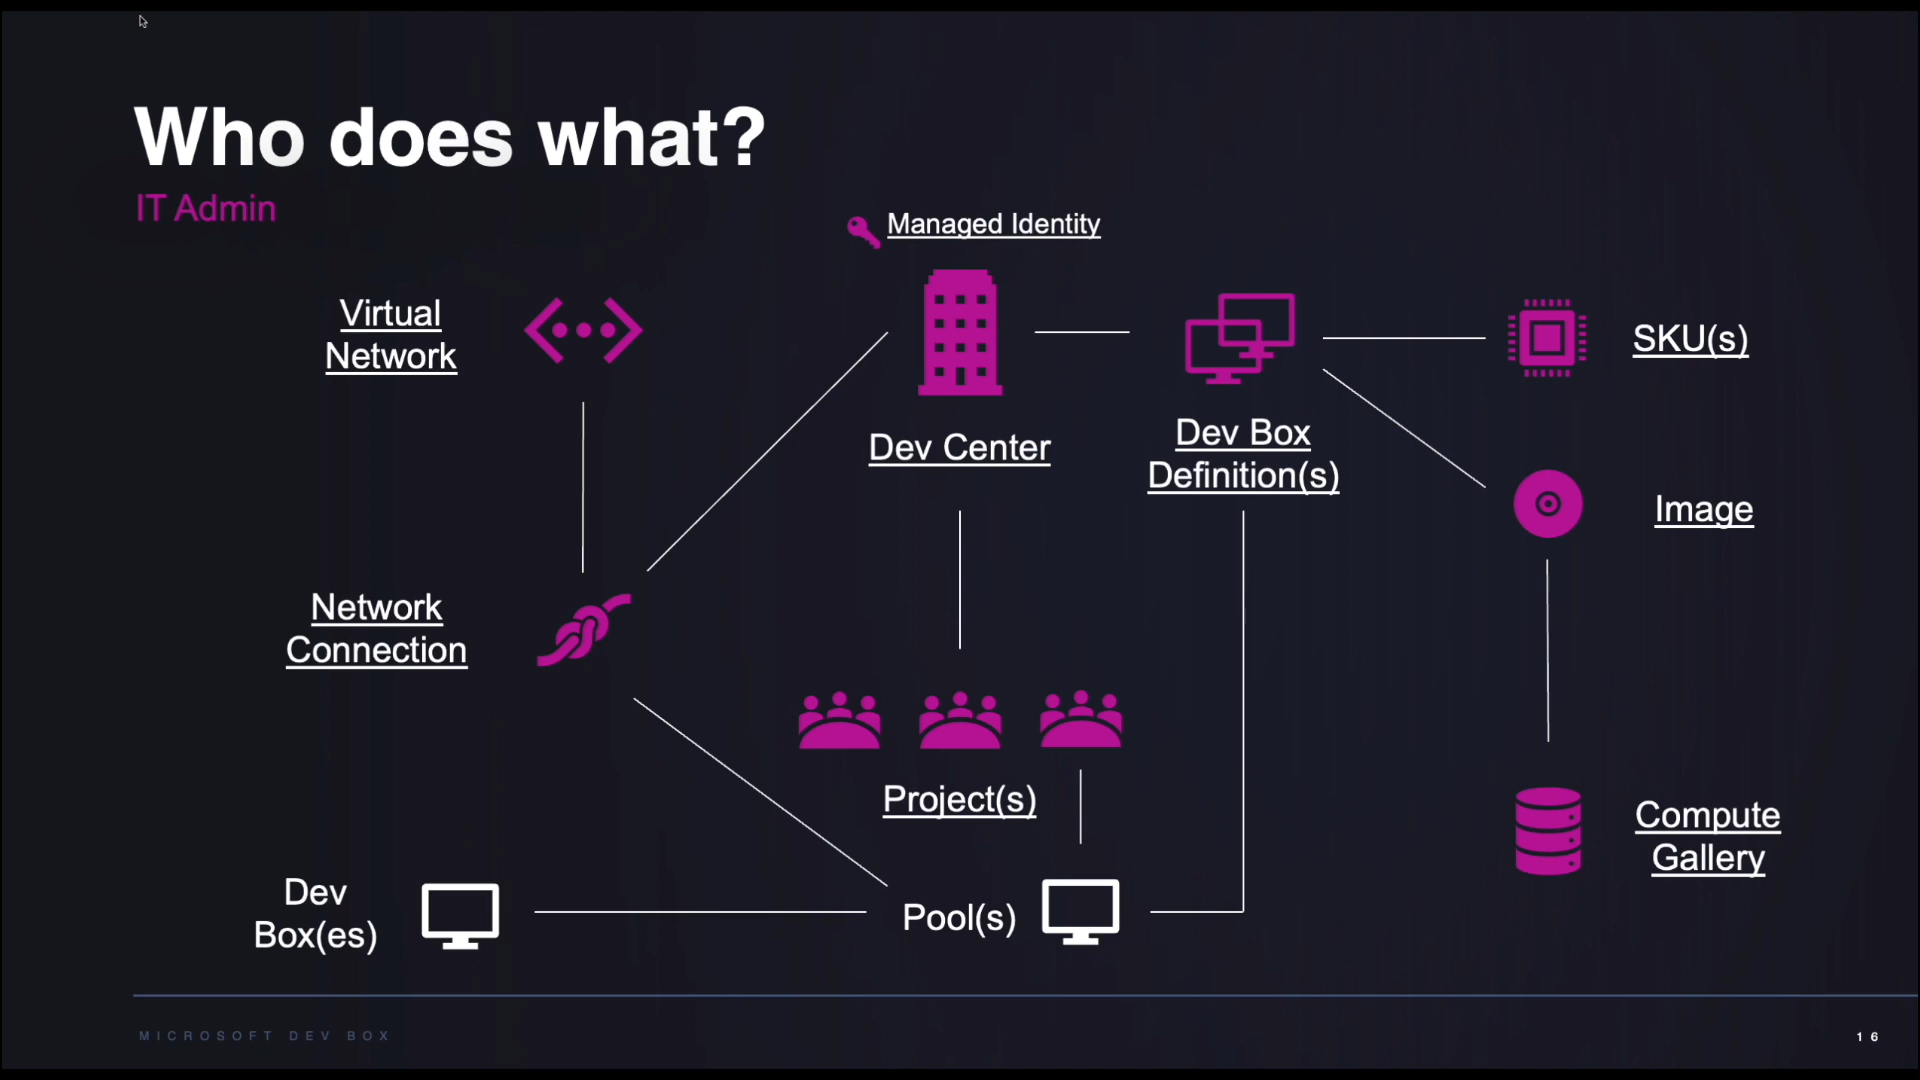 Who does what?
IT Admin
Managed Identity
Virtual
Network
SKU(s)
Dev Center
Dev Box
Definition(s)
Image
Network
Connection
Project(s)
Compute
Gallery
Dev
Box(es)
Pool(s)
MICROSOFT DEV BOX
16